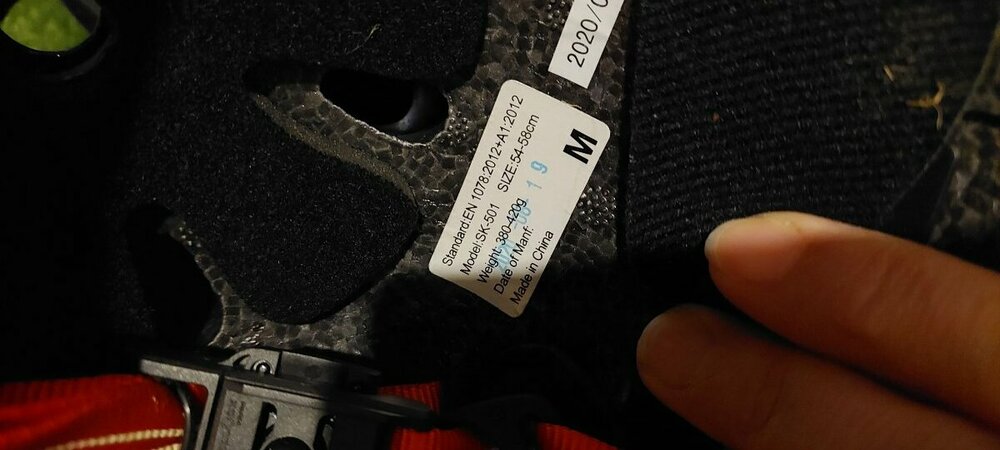 2020/0
Standard:EN 1078:2012+A1:2012
Model:SK-501 SIZE:54-58cm
Weight:380-420g
Date of Manf:
Made in China
M